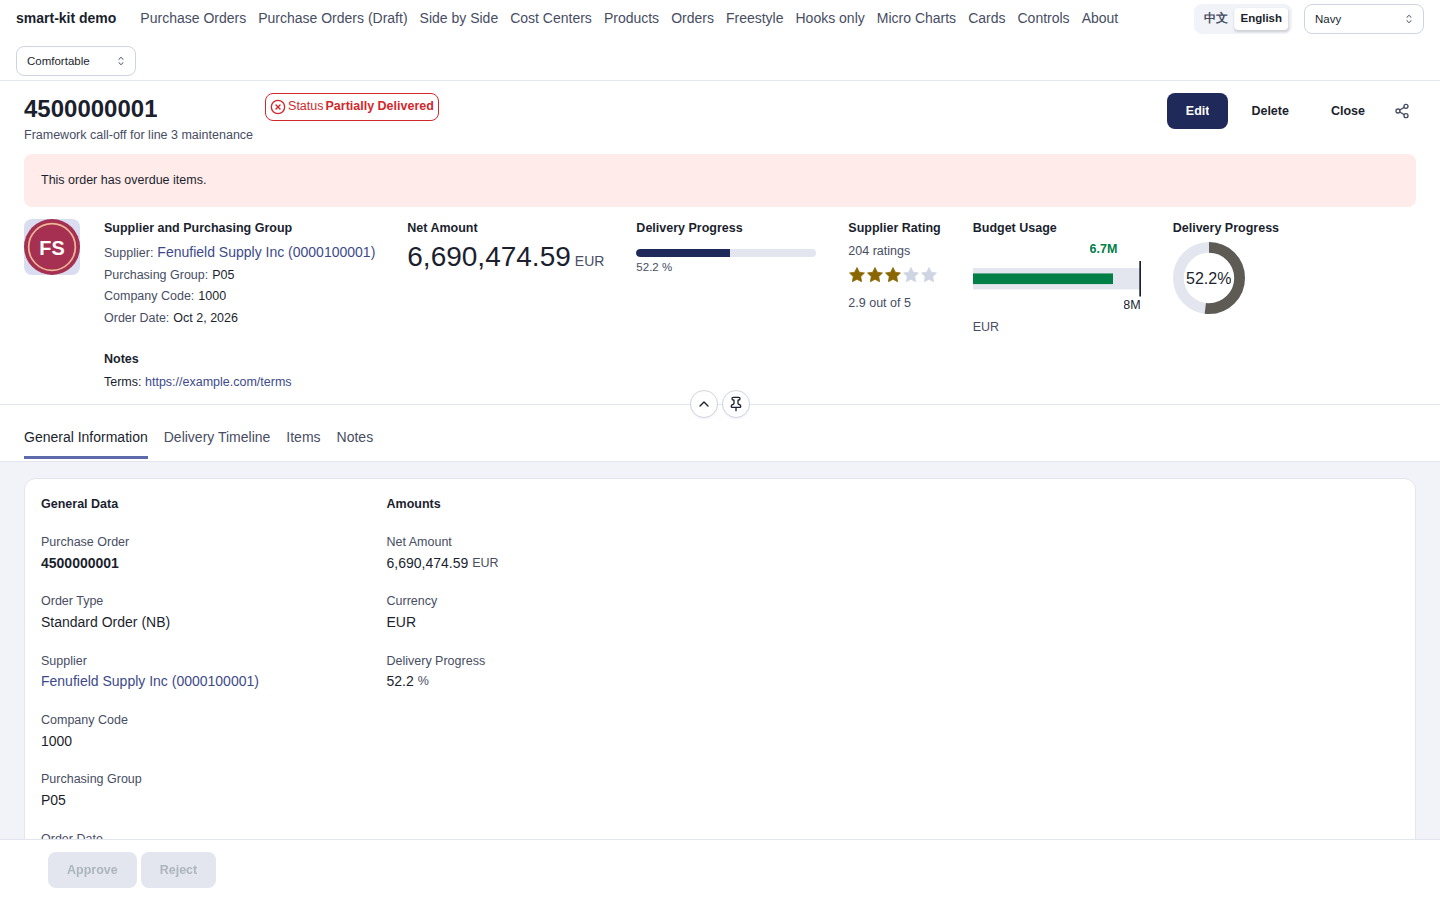 smart-kit demo Purchase Orders Purchase Orders (Draft) Side by Side Cost Centers Products Orders Freestyle Hooks only Micro Charts Cards Controls About 中文 English Navy
Comfortable
4500000001 Status Partially Delivered Edit Delete Close
Framework call-off for line 3 maintenance
This order has overdue items.
FS
Supplier and Purchasing Group
Supplier: Fenufield Supply Inc (0000100001)
Purchasing Group: P05
Company Code: 1000
Order Date: Oct 2, 2026
Notes
Terms: https://example.com/terms
Net Amount
6,690,474.59 EUR
Delivery Progress
52.2 %
Supplier Rating
204 ratings
2.9 out of 5
Budget Usage
6.7M
8M
EUR
Delivery Progress
52.2%
General Information Delivery Timeline Items Notes
General Data
Purchase Order
4500000001
Order Type
Standard Order (NB)
Supplier
Fenufield Supply Inc (0000100001)
Company Code
1000
Purchasing Group
P05
Order Date
Amounts
Net Amount
6,690,474.59 EUR
Currency
EUR
Delivery Progress
52.2 %
Approve Reject